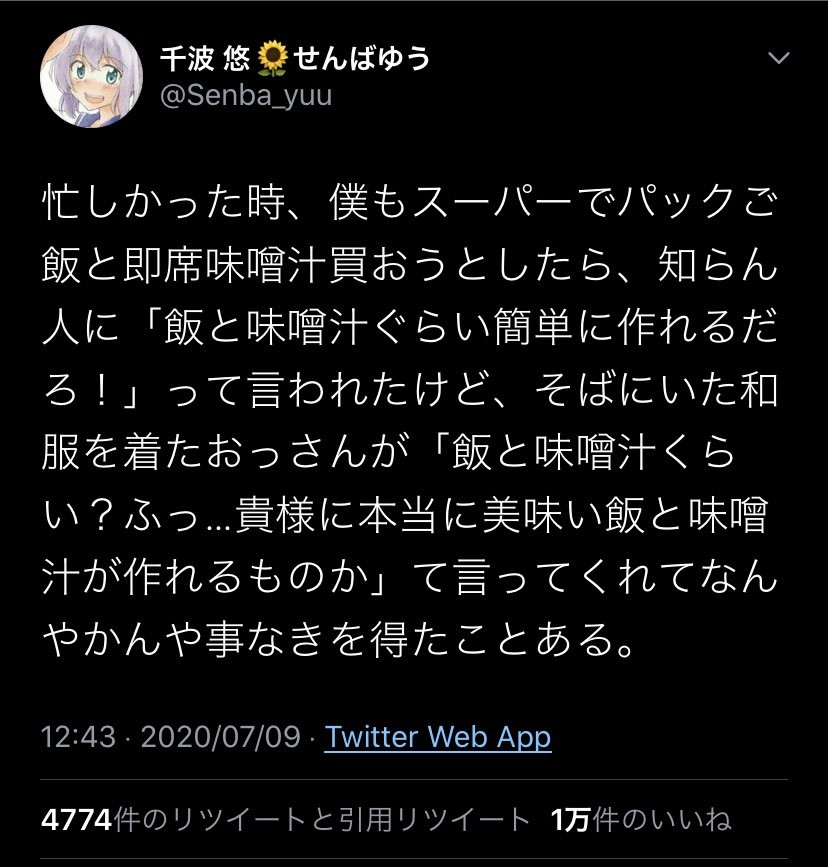 千波 悠🌻せんばゆう
@Senba_yuu
忙しかった時、僕もスーパーでパックご
飯と即席味噌汁買おうとしたら、知らん
人に「飯と味噌汁ぐらい簡単に作れるだ
ろ！」って言われたけど、そばにいた和
服を着たおっさんが「飯と味噌汁くら
い？ふっ...貴様に本当に美味い飯と味噌
汁が作れるものか」て言ってくれてなん
やかんや事なきを得たことある。
12:43 · 2020/07/09 · Twitter Web App
4774件のリツイートと引用リツイート 1万件のいいね